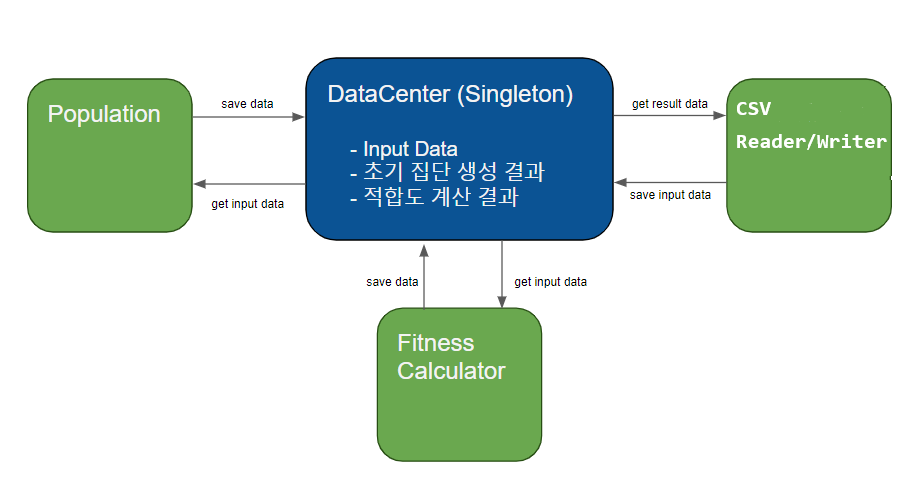 Population
save data
get input data
DataCenter (Singleton)
- Input Data
- 초기 집단 생성 결과
- 적합도 계산 결과
get result data
save input data
CSV
Reader/Writer
save data
get input data
Fitness
Calculator